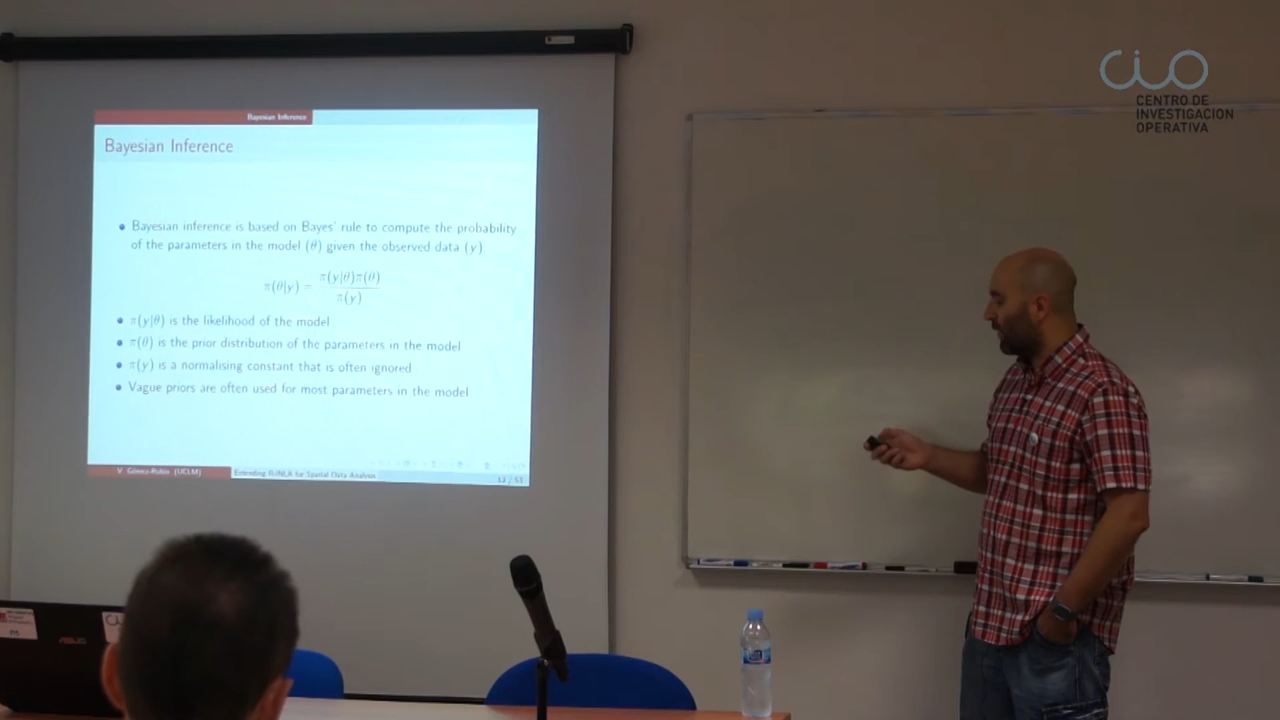 CIO
CENTRO DE
INVESTIGACION
OPERATIVA
Bayesian Inference
Bayesian Inference
Bayesian inference is based on Bayes' rule to compute the probability
of the parameters in the model (θ) given the observed data (y)
π(θ|y) = π(y|θ)π(θ) / π(y)
π(y|θ) is the likelihood of the model
π(θ) is the prior distribution of the parameters in the model
π(y) is a normalising constant that is often ignored
Vague priors are often used for most parameters in the model
V. Gómez-Rubio (UCLM)
Extending R-INLA for Spatial Data Analysis
ASUS